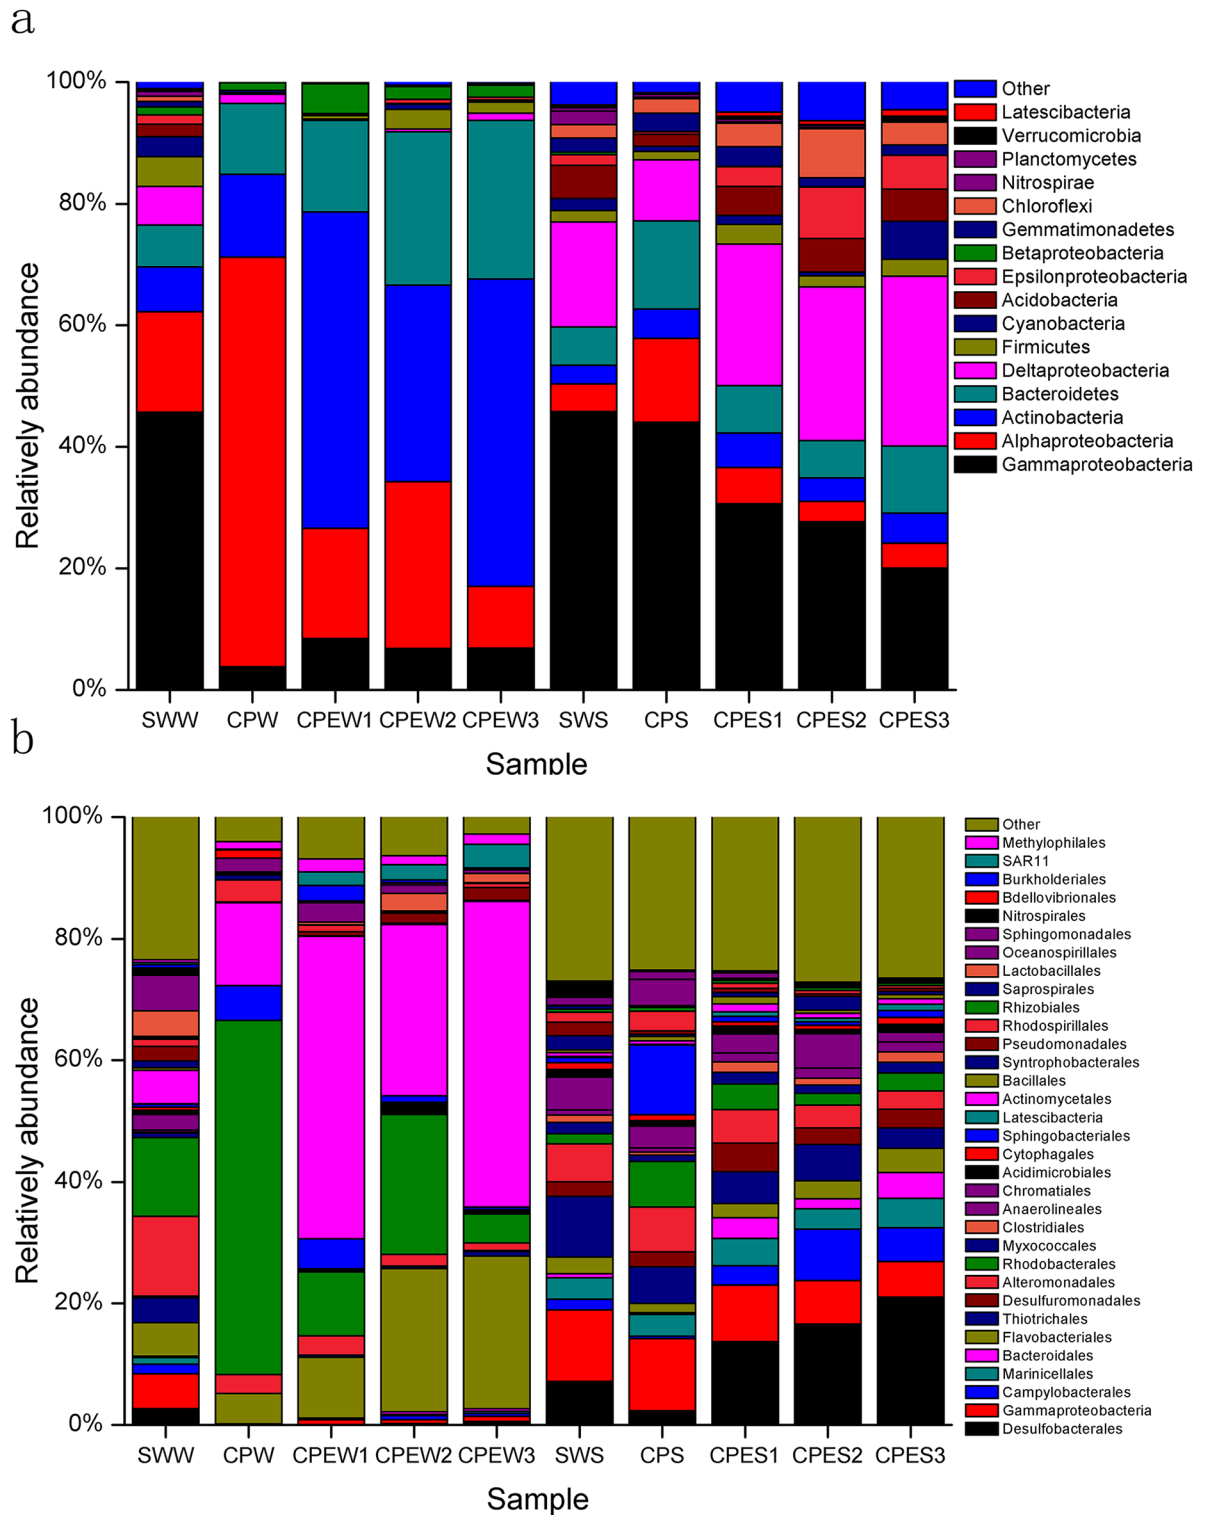 a
100%
80%
60%
40%
20%
0%
Relatively abundance
SWW CPW CPEW1 CPEW2 CPEW3 SWS CPS CPES1 CPES2 CPES3
Sample
Other
Latescibacteria
Verrucomicrobia
Planctomycetes
Nitrospirae
Chloroflexi
Gemmatimonadetes
Betaproteobacteria
Epsilonproteobacteria
Acidobacteria
Cyanobacteria
Firmicutes
Deltaproteobacteria
Bacteroidetes
Actinobacteria
Alphaproteobacteria
Gammaproteobacteria
b
100%
80%
60%
40%
20%
0%
Relatively abundance
SWW CPW CPEW1 CPEW2 CPEW3 SWS CPS CPES1 CPES2 CPES3
Sample
Other
Methylophilales
SAR11
Burkholderiales
Bdellovibrionales
Nitrospirales
Sphingomonadales
Oceanospirillales
Lactobacillales
Saprospirales
Rhizobiales
Rhodospirillales
Pseudomonadales
Syntrophobacterales
Bacillales
Actinomycetales
Latescibacteria
Sphingobacteriales
Cytophagales
Acidimicrobiales
Chromatiales
Anaerolineales
Clostridiales
Myxococcales
Rhodobacterales
Alteromonadales
Desulfuromonadales
Thiotrichales
Flavobacteriales
Bacteroidales
Marinicellales
Campylobacterales
Gammaproteobacteria
Desulfobacterales